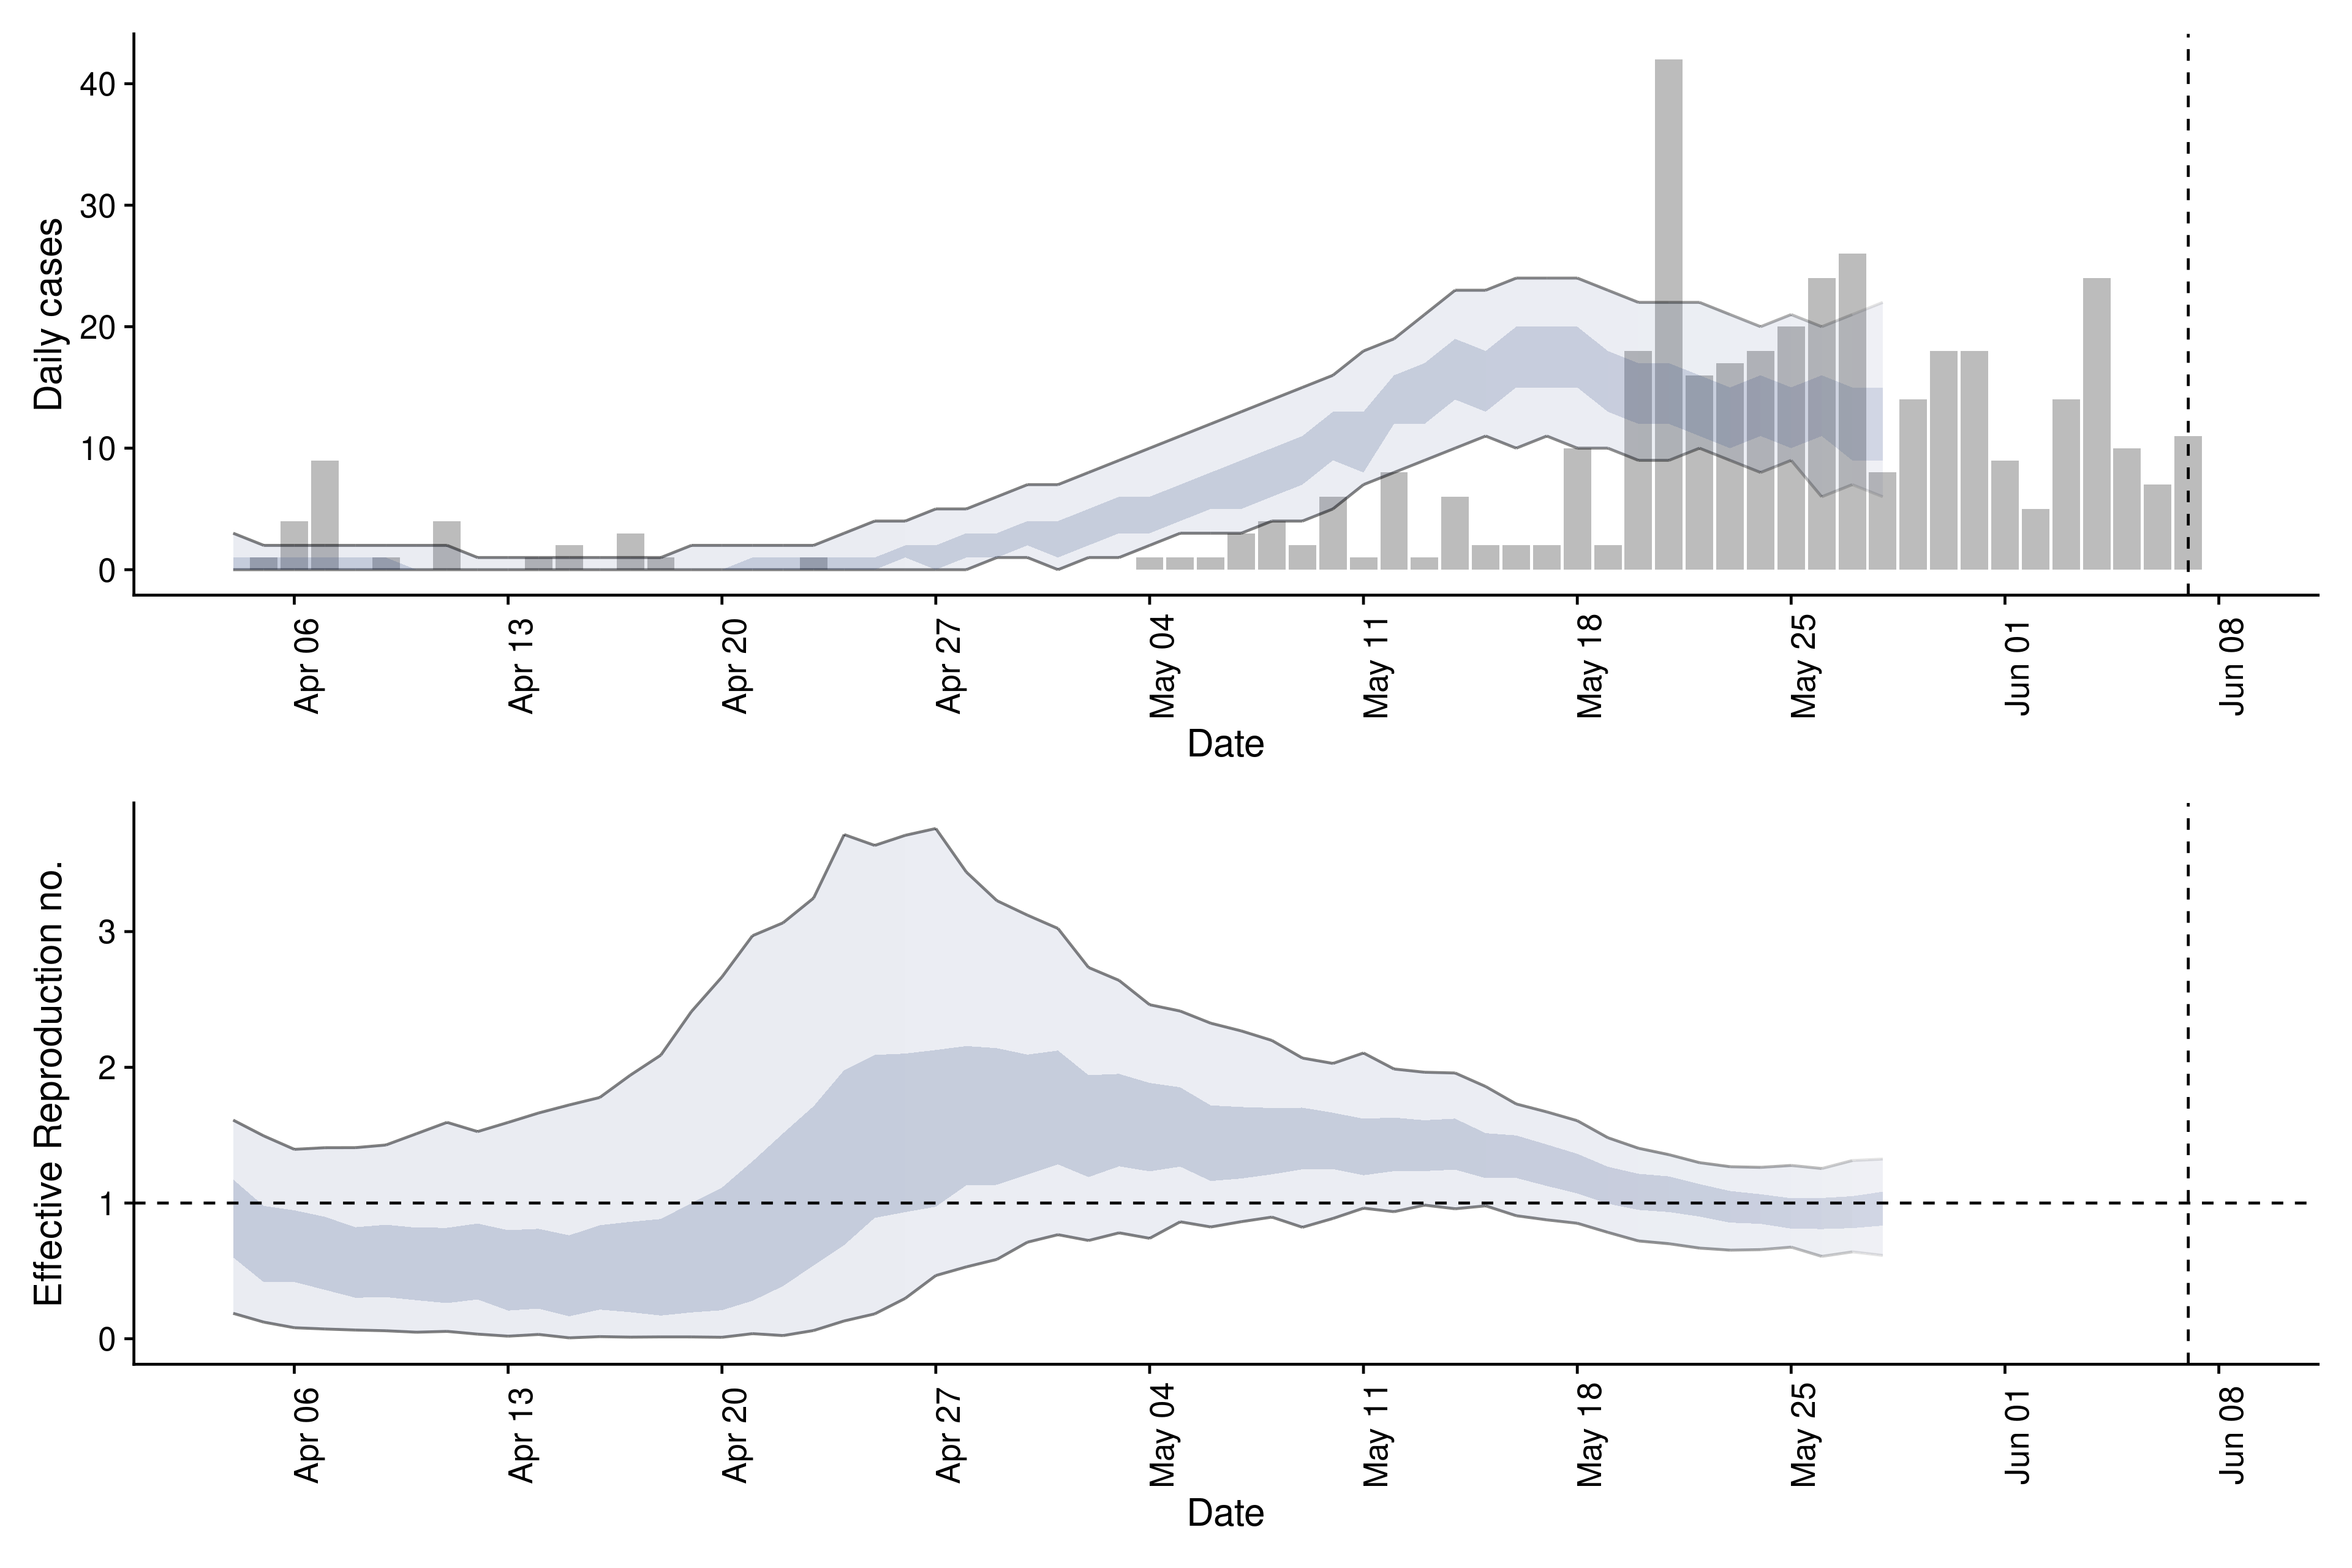 Daily cases
40
30
20
10
0
Apr 06
Apr 13
Apr 20
Apr 27
May 04
May 11
May 18
May 25
Jun 01
Jun 08
Date
Effective Reproduction no.
3
2
1
0
Apr 06
Apr 13
Apr 20
Apr 27
May 04
May 11
May 18
May 25
Jun 01
Jun 08
Date